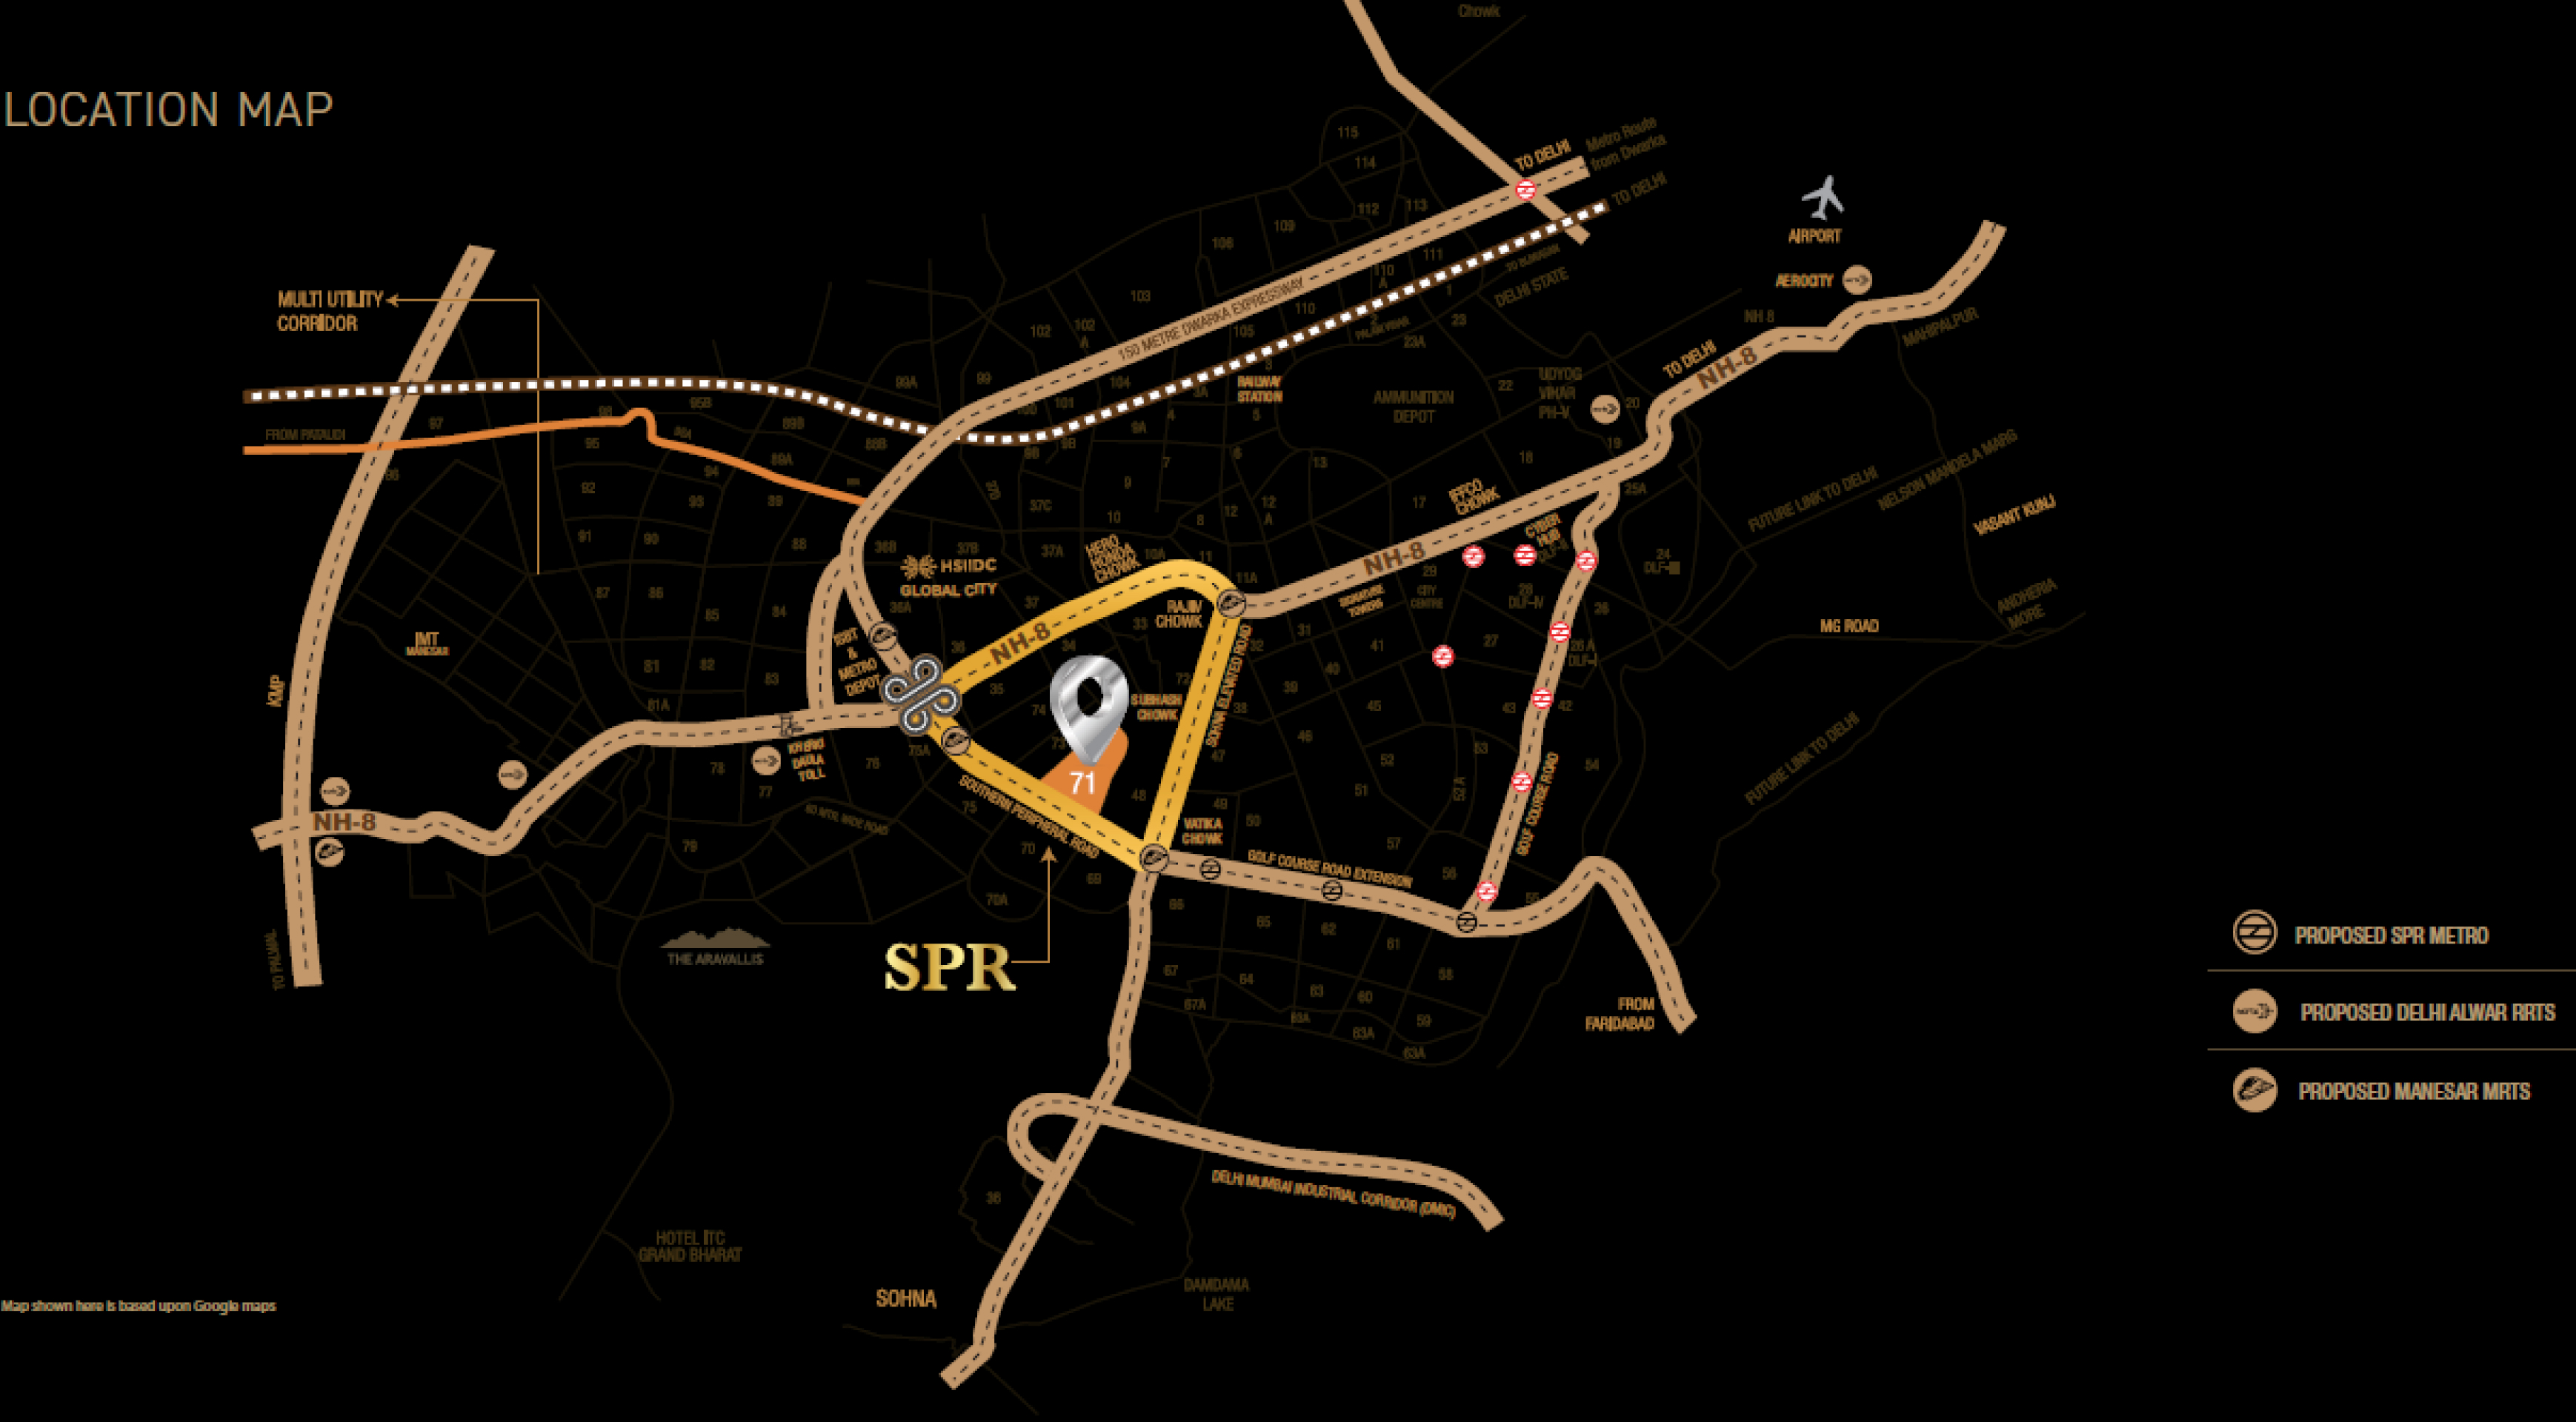 Chowk
LOCATION MAP
115
114
TO DELHI
Metro Route
from Dwarka
TO DELHI
112
113
109
106
111
AIRPORT
AEROCITY
DELHI STATE
110
A
1
MULTI UTILITY
CORRIDOR
103
110
150 METRE DWARKA EXPRESSWAY
NH 8
MAHIPALPUR
102
102
A
105
23
23A
TO DELHI
NH-8
99A
99
104
3
RAILWAY
STATION
3A
22
UDYOG
VIHAR
PH-V
AMMUNITION
DEPOT
20
95B
101
4
5
97
FROM PATAUDI
98
89B
88B
9A
9B
19
95
94
89A
7
6
13
18
NELSON MANDELA MARG
FUTURE LINK TO DELHI
92
93
89
37C
9
12
A
12
17
IFFCO
CHOWK
25A
VASANT KUNJ
10
8
CYBER
HUB
91
90
88
36B
37B
37A
HERO
HONDA
CHOWK
10A
11
NH-8
24
DLF-III
HSIIDC
GLOBAL CITY
11A
29
CITY
CENTRE
28
DLF-IV
SIGNATURE
TOWERS
87
86
85
84
36A
37
33
RAJIV
CHOWK
26
ANDHERIA
MORE
MG ROAD
IMT
MANESAR
ISBT
&
METRO
DEPOT
36
NH-8
34
32
31
41
27
26 A
DLF-I
81
82
83
35
72
40
39
KMP
81A
74
SUBHASH
CHOWK
38
SOHNA ELEVATED ROAD
45
43
42
KHERKI
DAULA
TOLL
75A
73
46
53
78
76
71
47
52
54
77
75
48
51
52 A
GOLF COURSE ROAD
FUTURE LINK TO DELHI
NH-8
60 MTR. WIDE ROAD
SOUTHERN PERIPHERAL ROAD
49
50
VATIKA
CHOWK
79
70
57
GOLF COURSE ROAD EXTENSION
69
56
55
70A
66
65
62
61
THE ARAVALLIS
SPR
TO PALWAL
67
64
58
67A
63
60
59
63A
63A
FROM
FARIDABAD
PROPOSED SPR METRO
PROPOSED DELHI ALWAR RRTS
PROPOSED MANESAR MRTS
DELHI MUMBAI INDUSTRIAL CORRIDOR (DMIC)
36
HOTEL ITC
GRAND BHARAT
SOHNA
DAMDAMA
LAKE
Map shown here is based upon Google maps